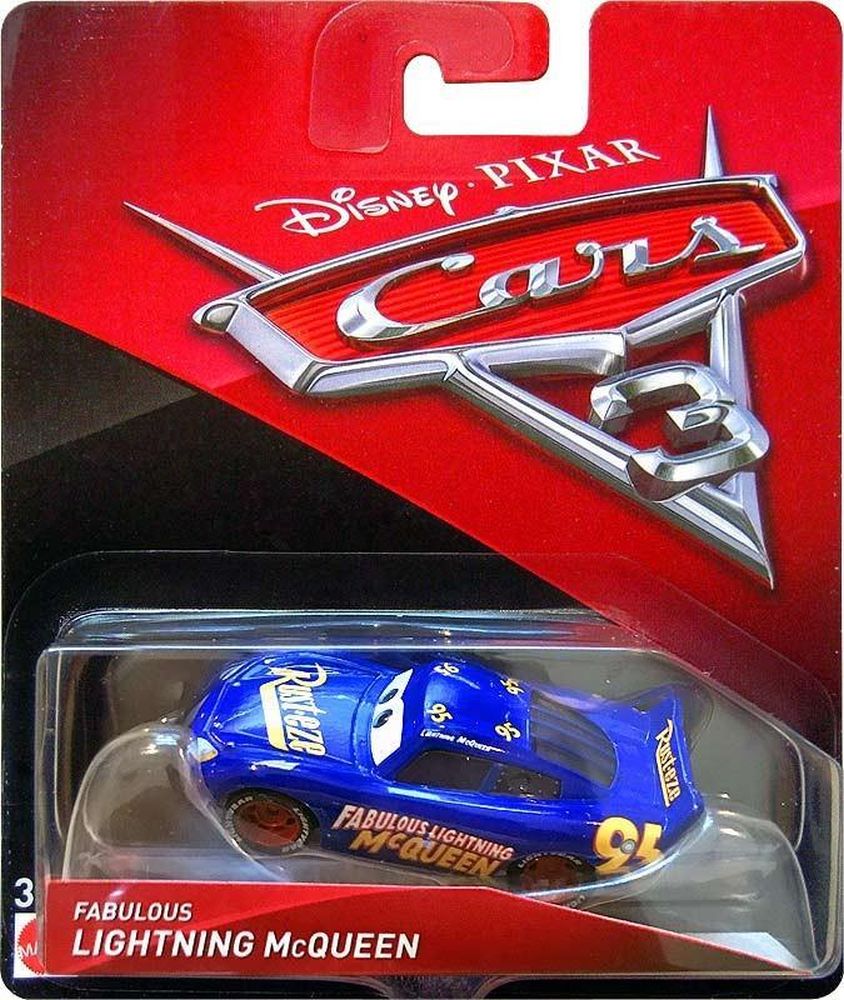 Disney · PIXAR
Cars
3
Rust-eze
95
95
95
95
Lightning McQueen
Rust-eze
FABULOUS LIGHTNING
McQUEEN
95
3
FABULOUS
LIGHTNING McQUEEN